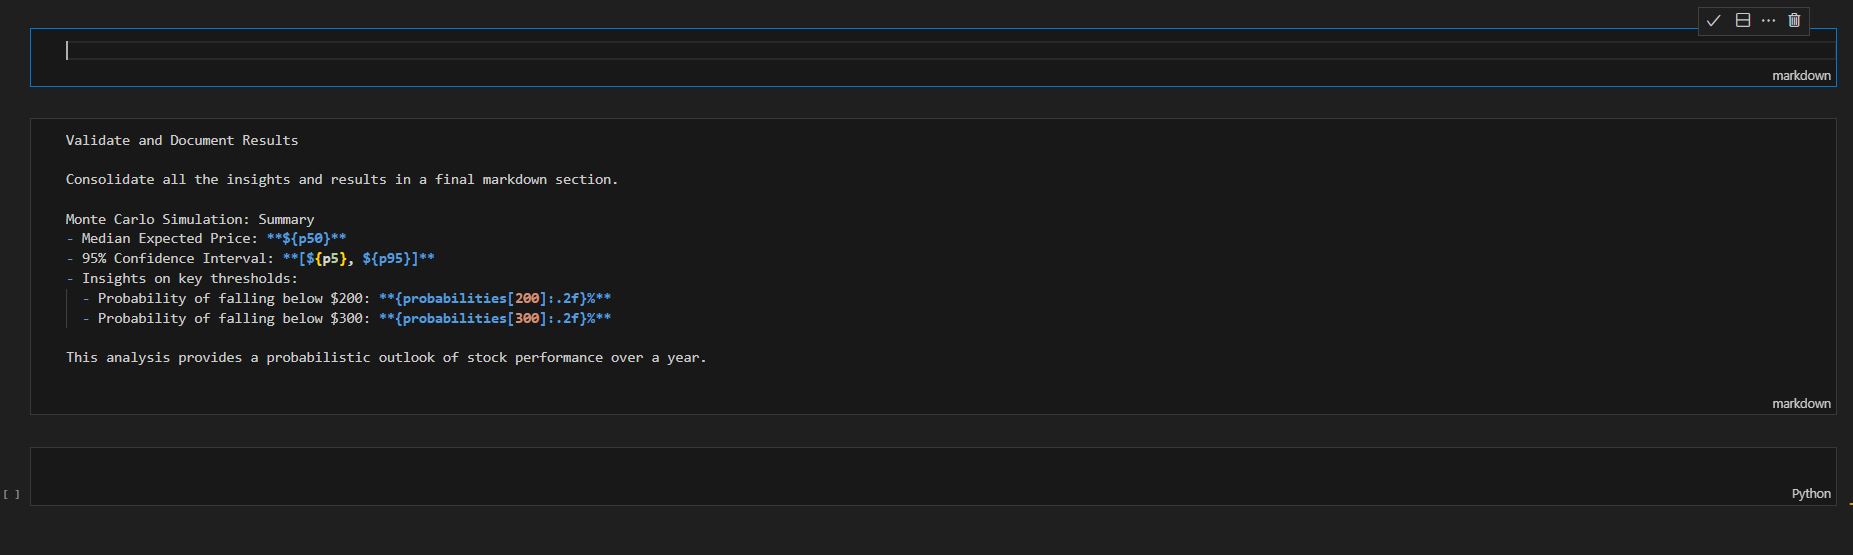 markdown
Validate and Document Results
Consolidate all the insights and results in a final markdown section.
Monte Carlo Simulation: Summary
- Median Expected Price: **${p50}**
- 95% Confidence Interval: **[${p5}, ${p95}]**
- Insights on key thresholds:
- Probability of falling below $200: **{probabilities[200]:.2f}%**
- Probability of falling below $300: **{probabilities[300]:.2f}%**
This analysis provides a probabilistic outlook of stock performance over a year.
markdown
[ ]
Python